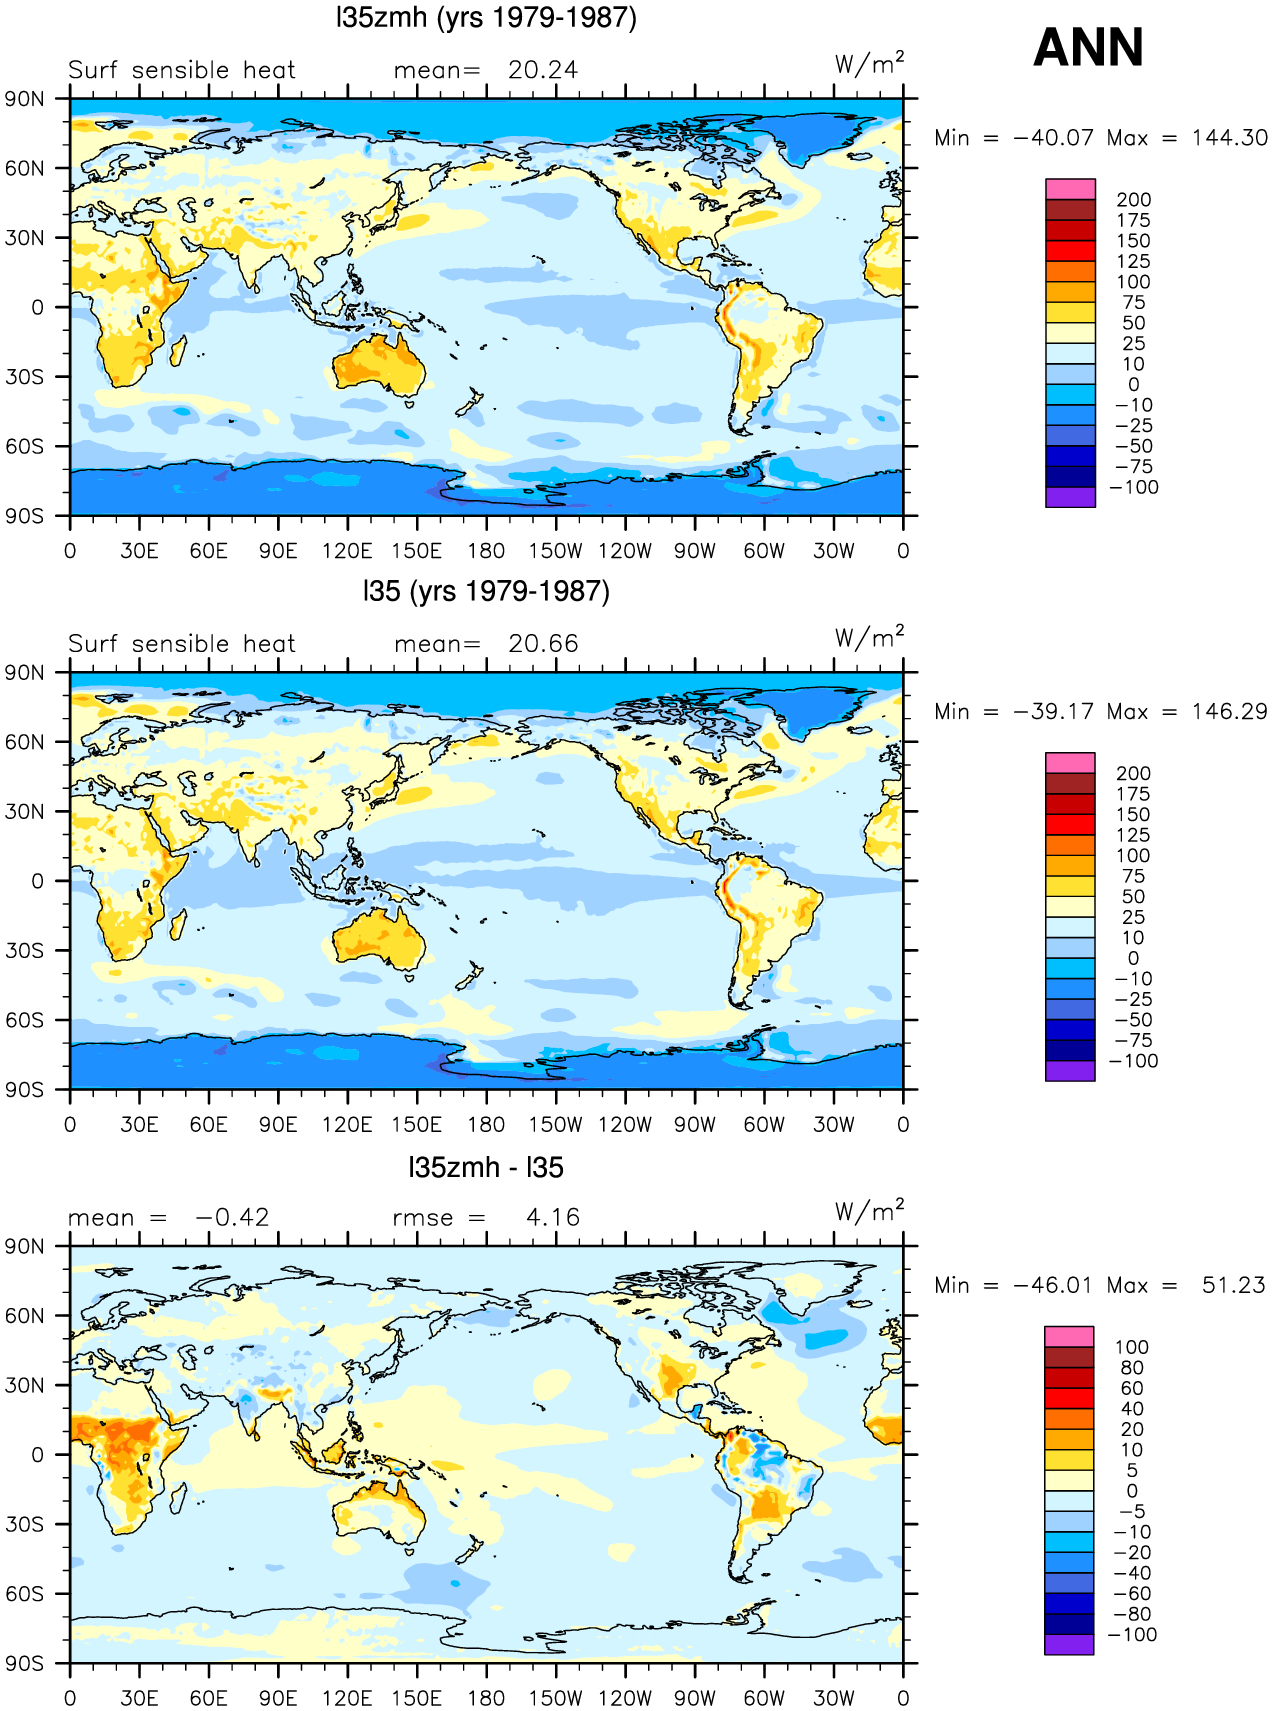 l35zmh (yrs 1979-1987)
ANN
Surf sensible heat mean= 20.24 W/m²
Min = −40.07 Max = 144.30
90N
60N
30N
0
30S
60S
90S
0 30E 60E 90E 120E 150E 180 150W 120W 90W 60W 30W 0
200
175
150
125
100
75
50
25
10
0
−10
−25
−50
−75
−100
l35 (yrs 1979-1987)
Surf sensible heat mean= 20.66 W/m²
Min = −39.17 Max = 146.29
90N
60N
30N
0
30S
60S
90S
0 30E 60E 90E 120E 150E 180 150W 120W 90W 60W 30W 0
200
175
150
125
100
75
50
25
10
0
−10
−25
−50
−75
−100
l35zmh - l35
mean = −0.42 rmse = 4.16 W/m²
Min = −46.01 Max = 51.23
90N
60N
30N
0
30S
60S
90S
0 30E 60E 90E 120E 150E 180 150W 120W 90W 60W 30W 0
100
80
60
40
20
10
5
0
−5
−10
−20
−40
−60
−80
−100